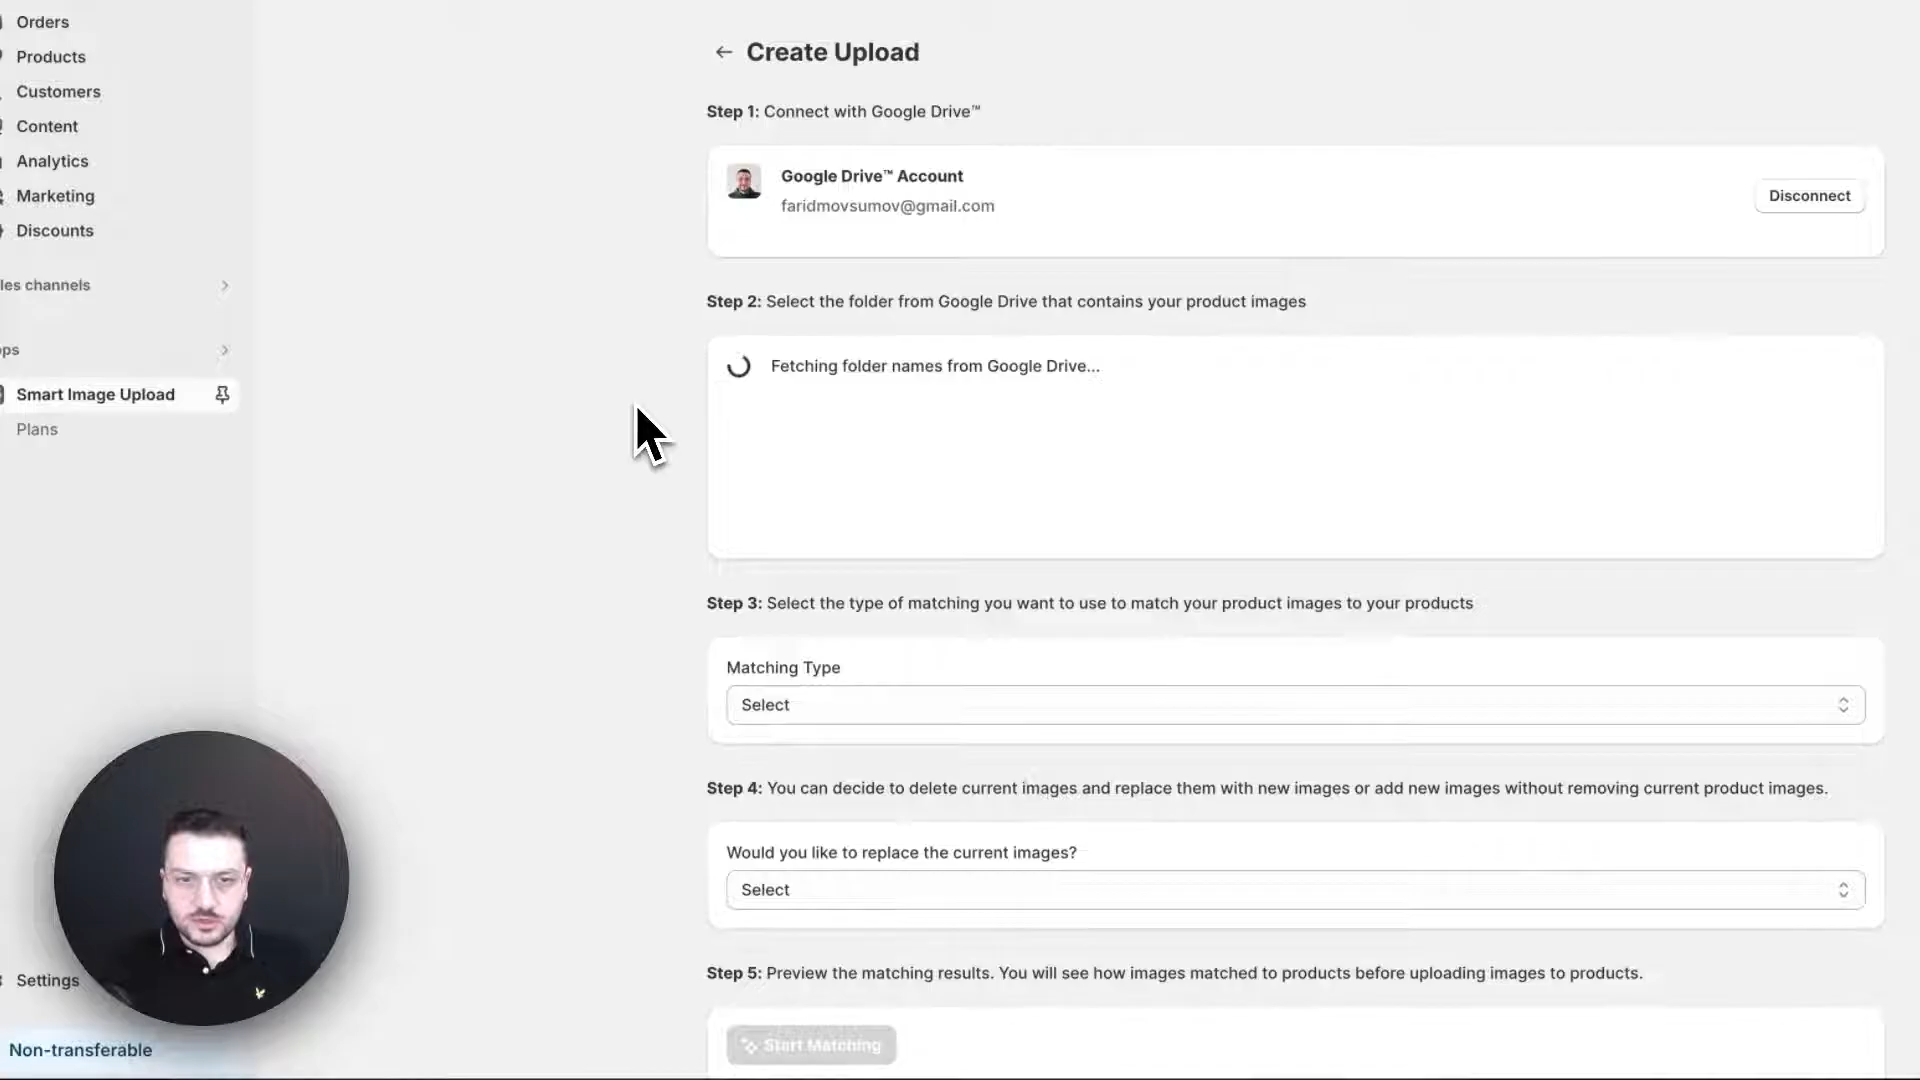 Orders
Products
Customers
Content
Analytics
Marketing
Discounts
les channels
ps
Smart Image Upload
Plans
Settings
Non-transferable
Create Upload
Step 1: Connect with Google Drive™
Google Drive™ Account
faridmovsumov@gmail.com
Disconnect
Step 2: Select the folder from Google Drive that contains your product images
Fetching folder names from Google Drive...
Step 3: Select the type of matching you want to use to match your product images to your products
Matching Type
Select
Step 4: You can decide to delete current images and replace them with new images or add new images without removing current product images.
Would you like to replace the current images?
Select
Step 5: Preview the matching results. You will see how images matched to products before uploading images to products.
Start Matching